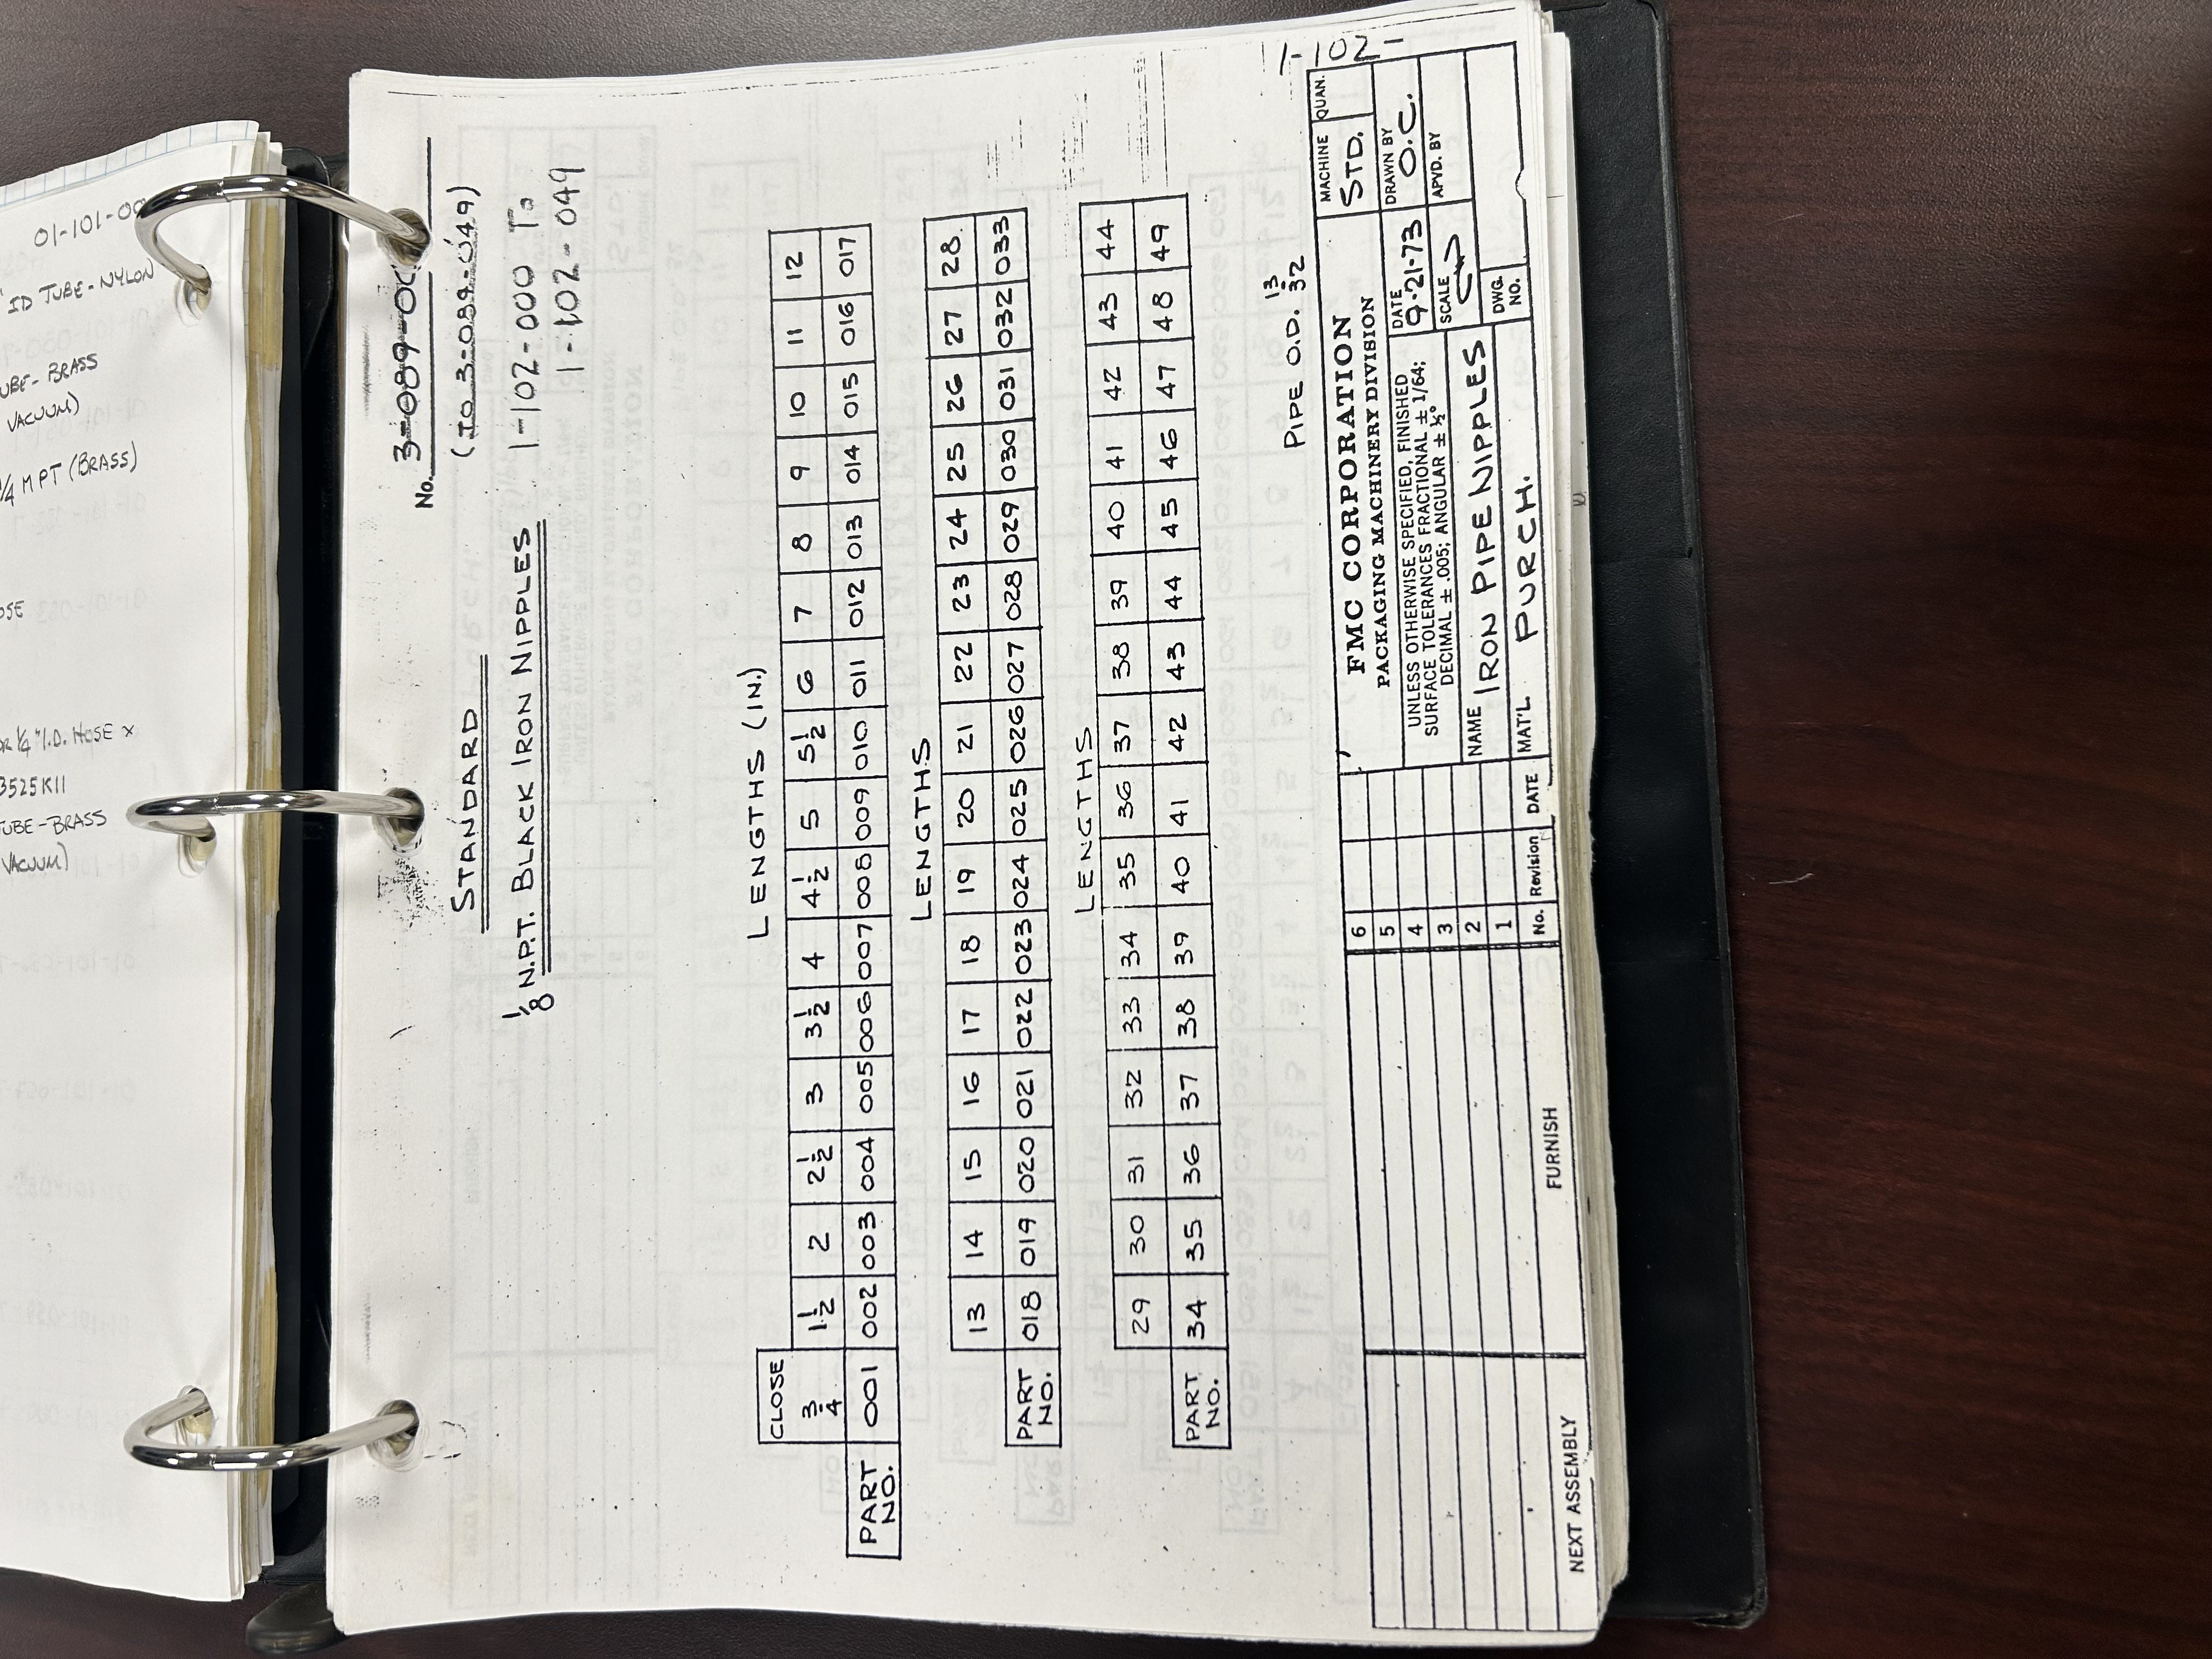 01-101-00
ID TUBE - NYLON
TUBE - BRASS
VACUUM)
1/4 MPT (BRASS)
1/4" I.D. HOSE x
3525K11
TUBE - BRASS
VACUUM)
No. 3-089-00
(TO 3-089-049)
1-102-000 To
1-102-049
STANDARD
1/8 N.P.T. BLACK IRON NIPPLES
LENGTHS (IN.)
CLOSE
3/4 1 1/2 2 2 1/2 3 3 1/2 4 4 1/2 5 5 1/2 6 7 8 9 10 11 12
PART NO. 001 002 003 004 005 006 007 008 009 010 011 012 013 014 015 016 017
LENGTHS
13 14 15 16 17 18 19 20 21 22 23 24 25 26 27 28
PART NO. 018 019 020 021 022 023 024 025 026 027 028 029 030 031 032 033
LENGTHS
29 30 31 32 33 34 35 36 37 38 39 40 41 42 43 44
PART NO. 34 35 36 37 38 39 40 41 42 43 44 45 46 47 48 49
PIPE O.D. 13/32
1-102-
6
5
4
3
2
1
No. Revision DATE
NEXT ASSEMBLY
FURNISH
FMC CORPORATION
PACKAGING MACHINERY DIVISION
UNLESS OTHERWISE SPECIFIED, FINISHED
SURFACE TOLERANCES FRACTIONAL ± 1/64;
DECIMAL ± .005; ANGULAR ± ½°
NAME IRON PIPE NIPPLES
MAT'L PURCH.
MACHINE
STD.
QUAN.
DATE
9-21-73
DRAWN BY
O.C.
SCALE
APVD. BY
DWG.
NO.